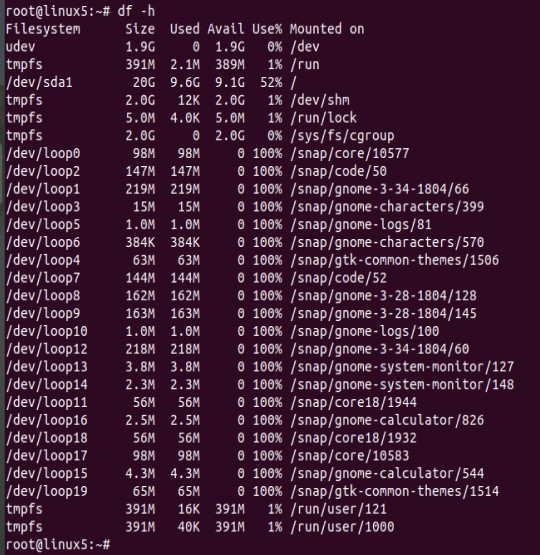 root@linux5:~# df -h
Filesystem      Size  Used Avail Use% Mounted on
udev            1.9G     0  1.9G   0% /dev
tmpfs           391M  2.1M  389M   1% /run
/dev/sda1        20G  9.6G  9.1G  52% /
tmpfs           2.0G   12K  2.0G   1% /dev/shm
tmpfs           5.0M  4.0K  5.0M   1% /run/lock
tmpfs           2.0G     0  2.0G   0% /sys/fs/cgroup
/dev/loop0       98M   98M     0 100% /snap/core/10577
/dev/loop2      147M  147M     0 100% /snap/code/50
/dev/loop1      219M  219M     0 100% /snap/gnome-3-34-1804/66
/dev/loop3       15M   15M     0 100% /snap/gnome-characters/399
/dev/loop5      1.0M  1.0M     0 100% /snap/gnome-logs/81
/dev/loop6      384K  384K     0 100% /snap/gnome-characters/570
/dev/loop4       63M   63M     0 100% /snap/gtk-common-themes/1506
/dev/loop7      144M  144M     0 100% /snap/code/52
/dev/loop8      162M  162M     0 100% /snap/gnome-3-28-1804/128
/dev/loop9      163M  163M     0 100% /snap/gnome-3-28-1804/145
/dev/loop10     1.0M  1.0M     0 100% /snap/gnome-logs/100
/dev/loop12     218M  218M     0 100% /snap/gnome-3-34-1804/60
/dev/loop13     3.8M  3.8M     0 100% /snap/gnome-system-monitor/127
/dev/loop14     2.3M  2.3M     0 100% /snap/gnome-system-monitor/148
/dev/loop11      56M   56M     0 100% /snap/core18/1944
/dev/loop16     2.5M  2.5M     0 100% /snap/gnome-calculator/826
/dev/loop18      56M   56M     0 100% /snap/core18/1932
/dev/loop17      98M   98M     0 100% /snap/core/10583
/dev/loop15     4.3M  4.3M     0 100% /snap/gnome-calculator/544
/dev/loop19      65M   65M     0 100% /snap/gtk-common-themes/1514
tmpfs           391M   16K  391M   1% /run/user/121
tmpfs           391M   40K  391M   1% /run/user/1000
root@linux5:~#